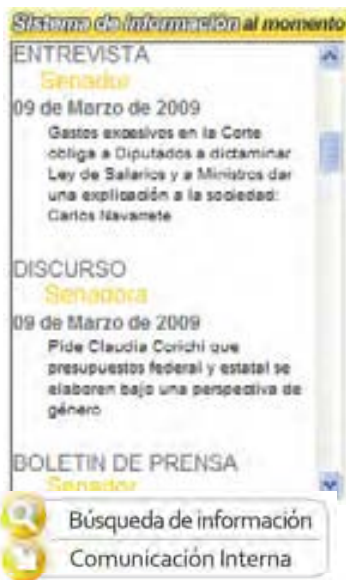 Sistema de información al momento
ENTREVISTA
Senador
09 de Marzo de 2009
Gastos excesivos en la Corte
obliga a Diputados a dictaminar
Ley de Salarios y a Ministros dar
una explicación a la sociedad:
Carlos Navarrete
DISCURSO
Senadora
09 de Marzo de 2009
Pide Claudia Corichi que
presupuestos federal y estatal se
elaboren bajo una perspectiva de
género
BOLETIN DE PRENSA
Senador
Búsqueda de información
Comunicación Interna